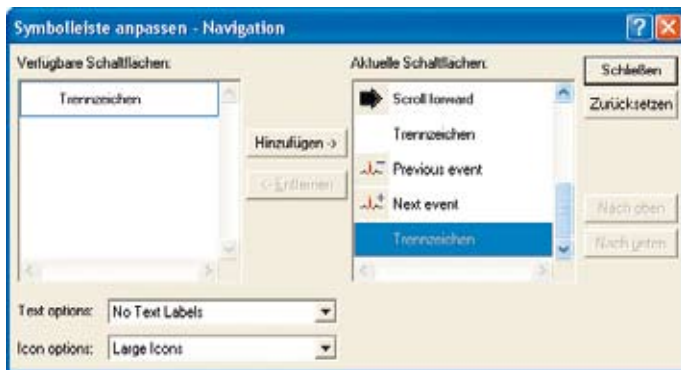 Symbolleiste anpassen - Navigation
Verfügbare Schaltflächen:
Trennzeichen
Hinzufügen ->
<- Entfernen
Aktuelle Schaltflächen:
Scroll forward
Trennzeichen
Previous event
Next event
Trennzeichen
Schließen
Zurücksetzen
Nach oben
Nach unten
Text options: No Text Labels
Icon options: Large Icons